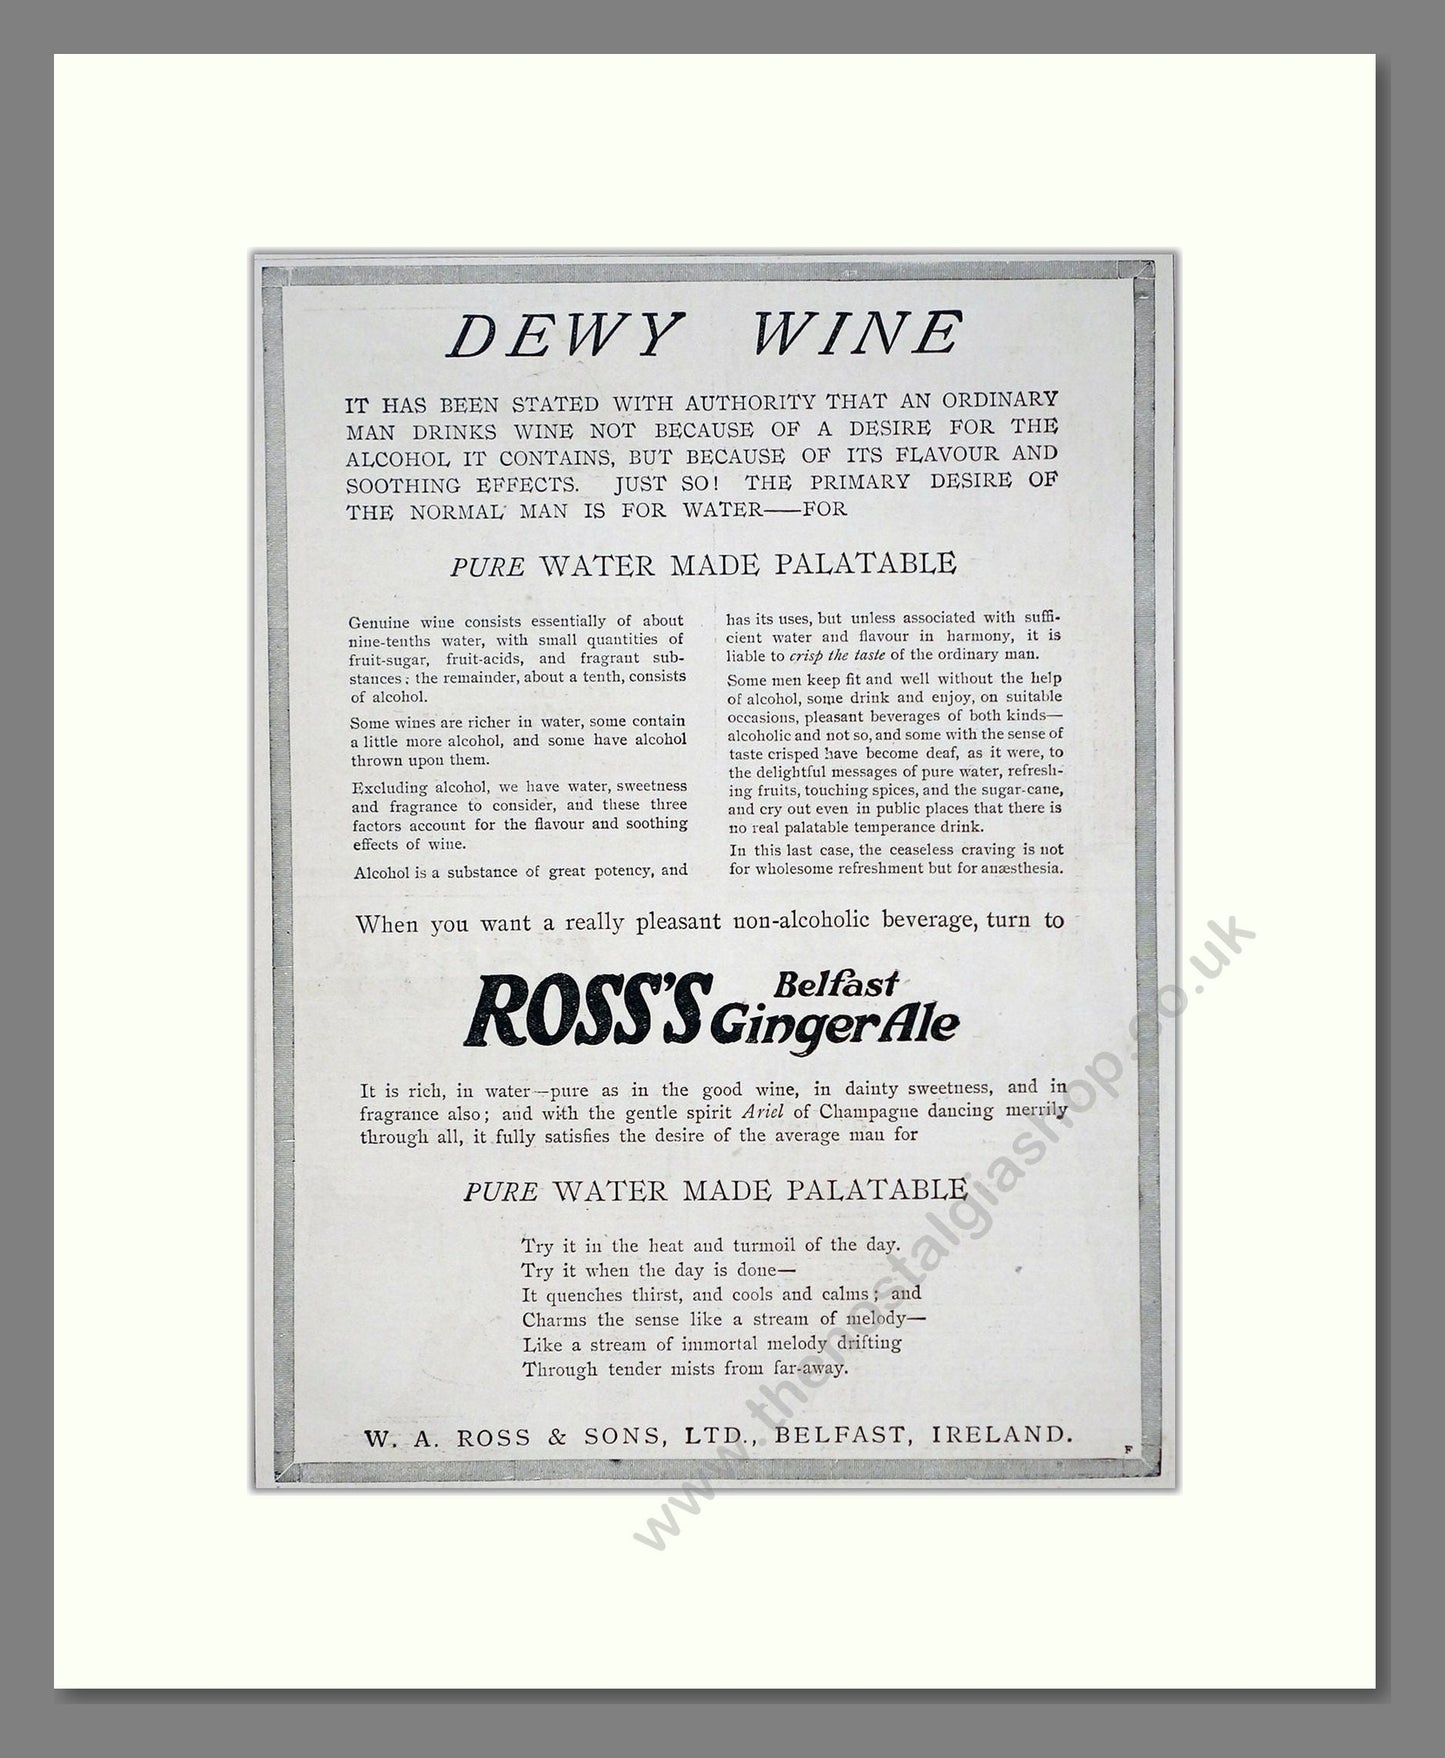 DEWY WINE
IT HAS BEEN STATED WITH AUTHORITY THAT AN ORDINARY
MAN DRINKS WINE NOT BECAUSE OF A DESIRE FOR THE
ALCOHOL IT CONTAINS, BUT BECAUSE OF ITS FLAVOUR AND
SOOTHING EFFECTS. JUST SO! THE PRIMARY DESIRE OF
THE NORMAL MAN IS FOR WATER—FOR
PURE WATER MADE PALATABLE
Genuine wine consists essentially of about
nine-tenths water, with small quantities of
fruit-sugar, fruit-acids, and fragrant sub-
stances; the remainder, about a tenth, consists
of alcohol.
Some wines are richer in water, some contain
a little more alcohol, and some have alcohol
thrown upon them.
Excluding alcohol, we have water, sweetness
and fragrance to consider, and these three
factors account for the flavour and soothing
effects of wine.
Alcohol is a substance of great potency, and
has its uses, but unless associated with suffi-
cient water and flavour in harmony, it is
liable to crisp the taste of the ordinary man.
Some men keep fit and well without the help
of alcohol, some drink and enjoy, on suitable
occasions, pleasant beverages of both kinds—
alcoholic and not so, and some with the sense of
taste crisped have become deaf, as it were, to
the delightful messages of pure water, refresh-
ing fruits, touching spices, and the sugar-cane,
and cry out even in public places that there is
no real palatable temperance drink.
In this last case, the ceaseless craving is not
for wholesome refreshment but for anæsthesia.
When you want a really pleasant non-alcoholic beverage, turn to
ROSS'S Belfast Ginger Ale
It is rich, in water—pure as in the good wine, in dainty sweetness, and in
fragrance also; and with the gentle spirit Ariel of Champagne dancing merrily
through all, it fully satisfies the desire of the average man for
PURE WATER MADE PALATABLE
Try it in the heat and turmoil of the day.
Try it when the day is done—
It quenches thirst, and cools and calms; and
Charms the sense like a stream of melody—
Like a stream of immortal melody drifting
Through tender mists from far-away.
W. A. ROSS & SONS, LTD., BELFAST, IRELAND.
F
www.thenostalgiashop.co.uk